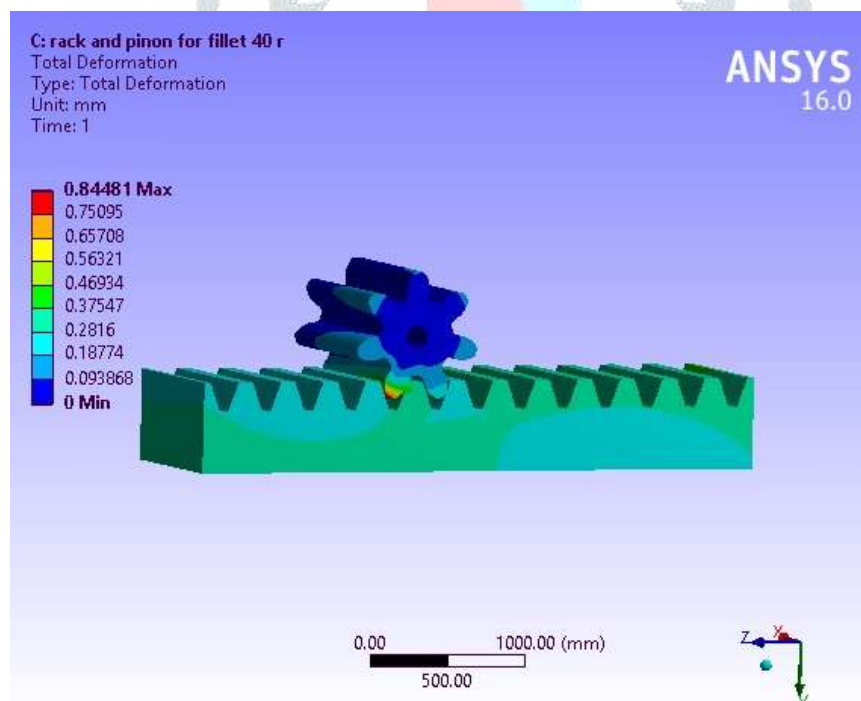 C: rack and pinon for fillet 40 r
Total Deformation
Type: Total Deformation
Unit: mm
Time: 1
ANSYS
16.0
0.84481 Max
0.75095
0.65708
0.56321
0.46934
0.37547
0.2816
0.18774
0.093868
0 Min
0.00 1000.00 (mm)
500.00
Z X
Y